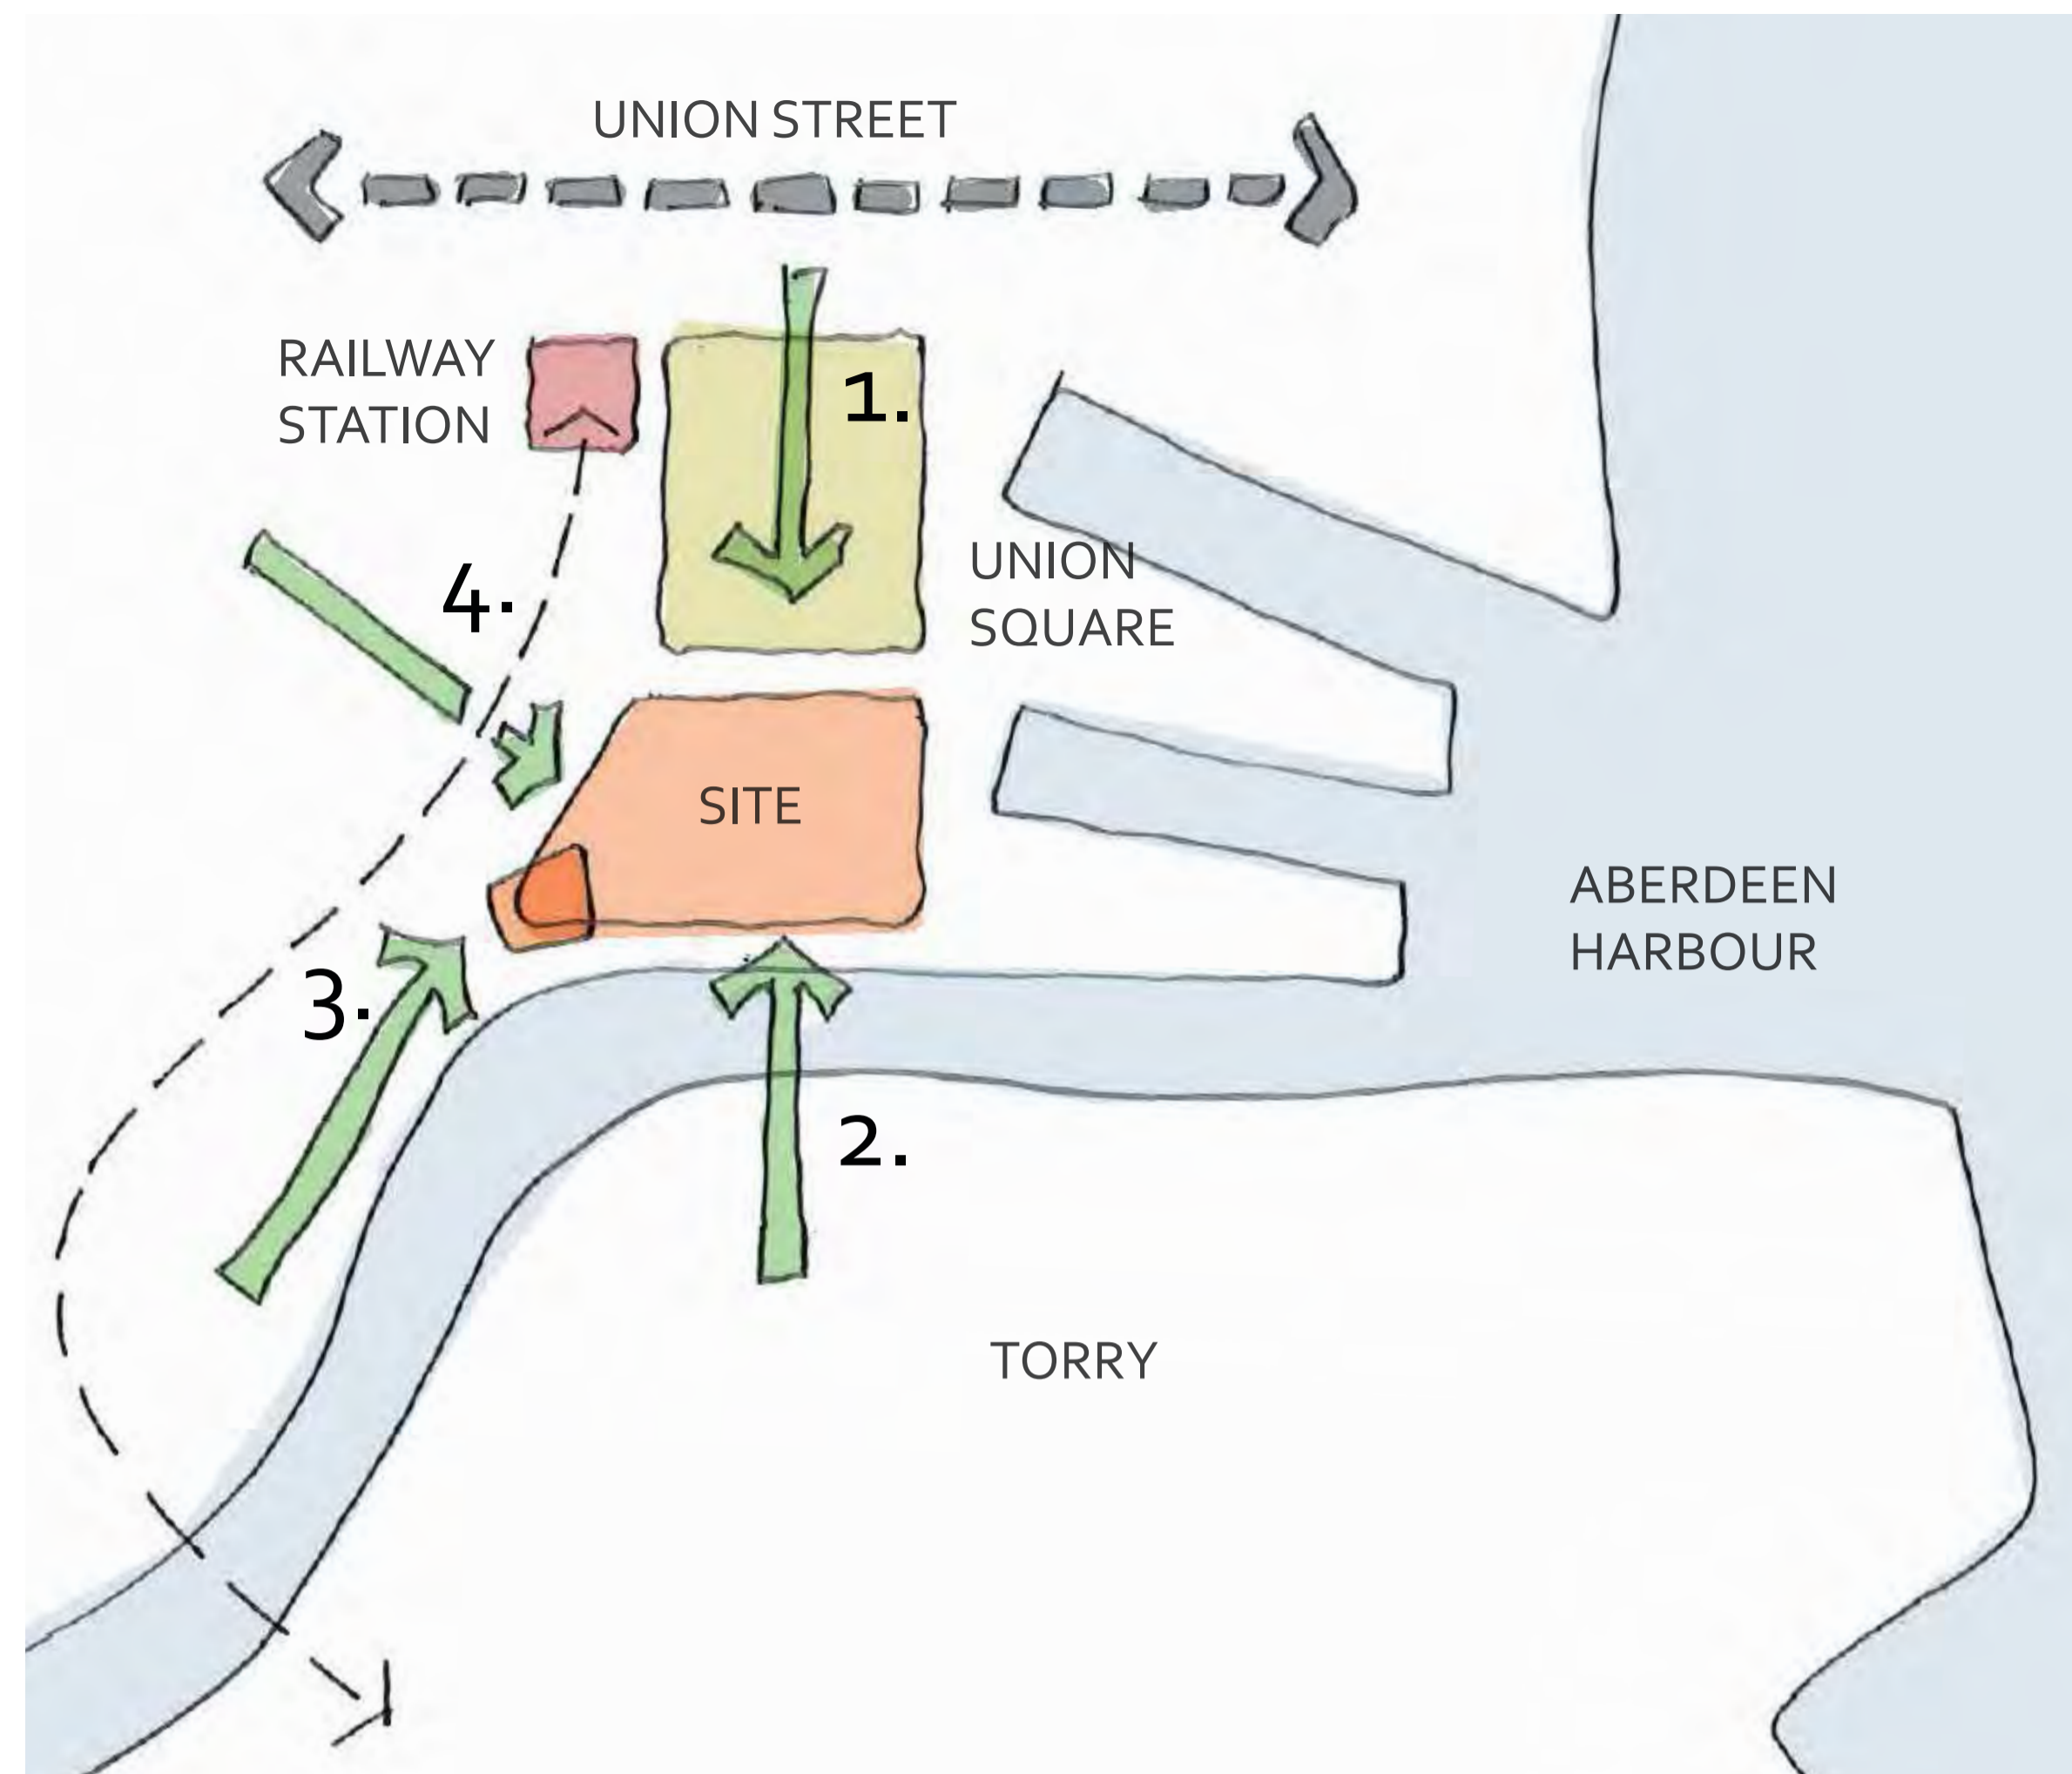 UNION STREET
RAILWAY
STATION
1.
4.
UNION
SQUARE
SITE
ABERDEEN
HARBOUR
3.
2.
TORRY